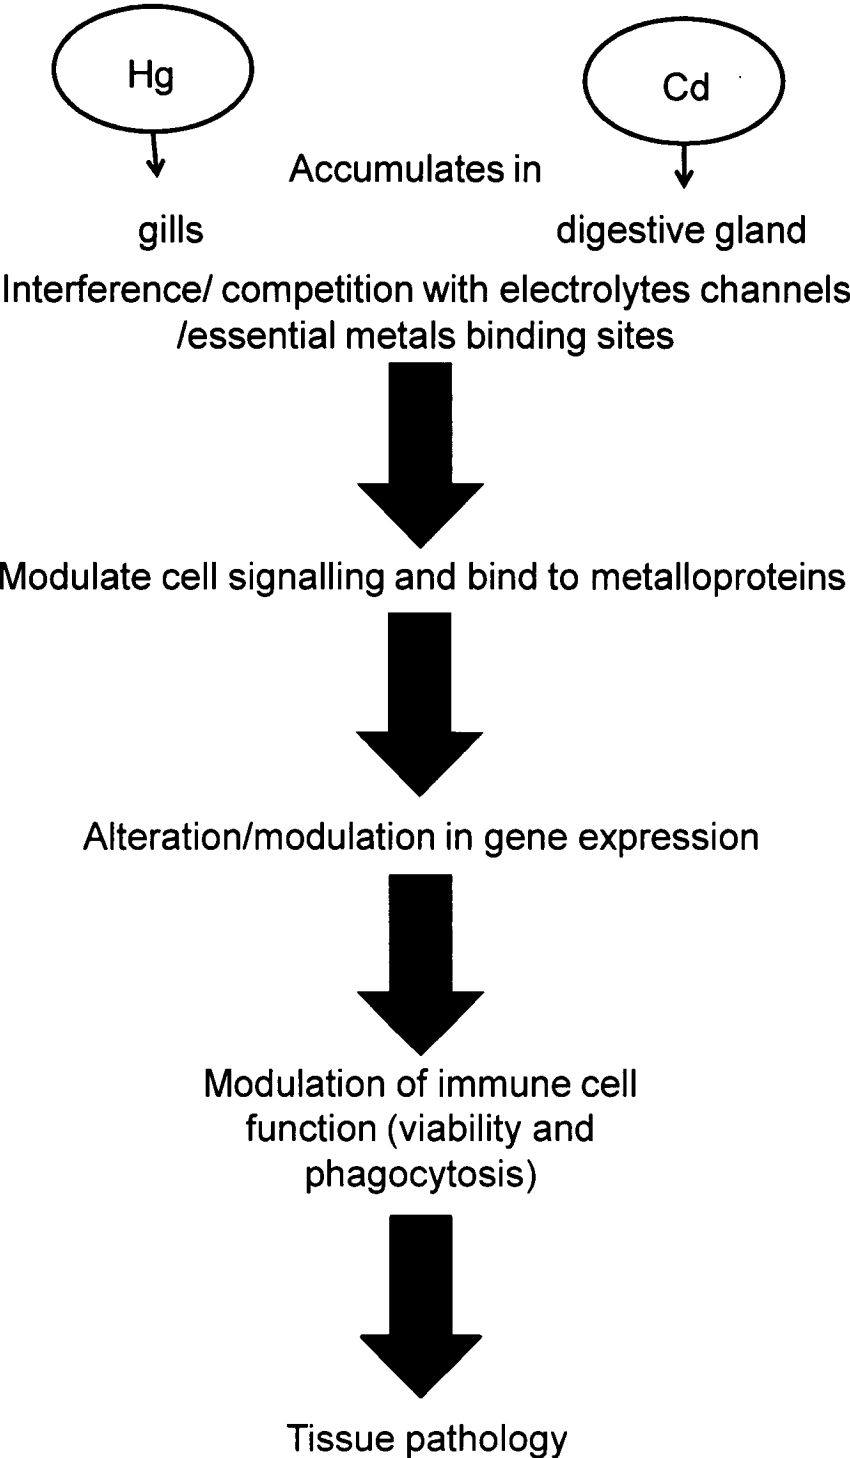 Hg
Cd
Accumulates in
gills
digestive gland
Interference/ competition with electrolytes channels
/essential metals binding sites
Modulate cell signalling and bind to metalloproteins
Alteration/modulation in gene expression
Modulation of immune cell
function (viability and
phagocytosis)
Tissue pathology